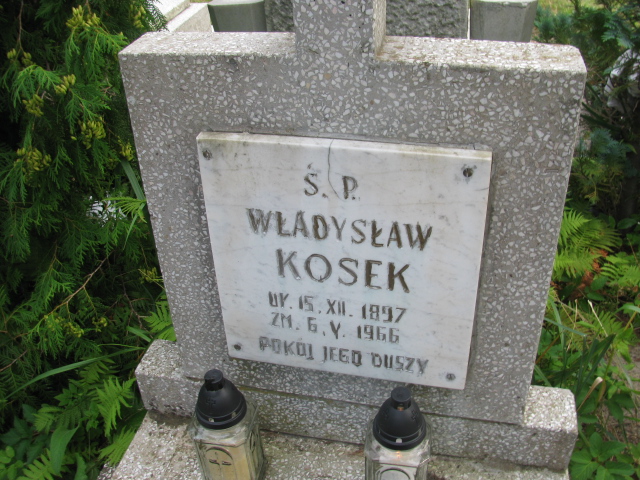 Ś. P.
WŁADYSŁAW
KOSEK
UR. 15. XII. 1897
ZM. 6. V. 1966
POKÓJ JEGO DUSZY